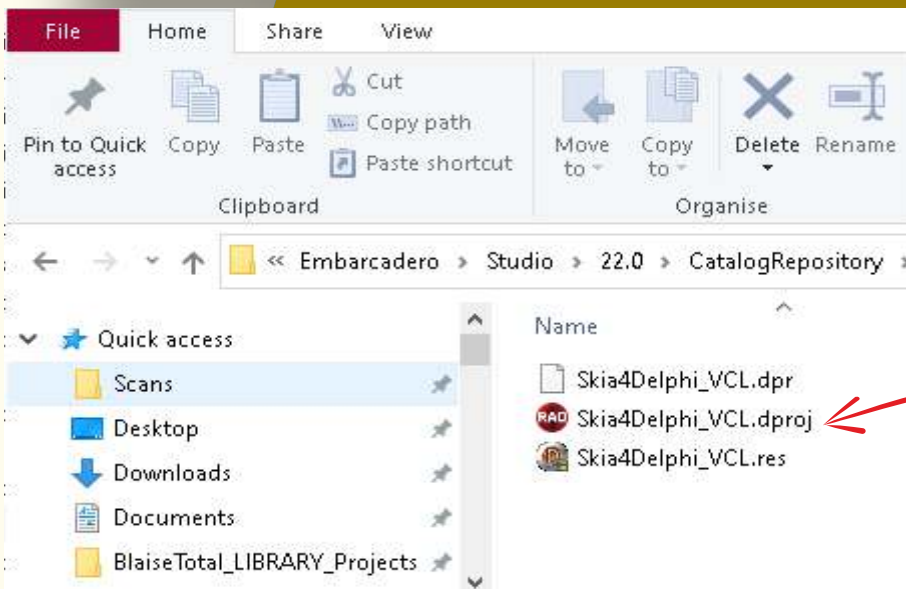 File Home Share View
Pin to Quick access
Copy
Paste
Cut
Copy path
Paste shortcut
Move to
Copy to
Delete
Rename
Clipboard
Organise
« Embarcadero › Studio › 22.0 › CatalogRepository ›
Quick access
Scans
Desktop
Downloads
Documents
BlaiseTotal_LIBRARY_Projects
Name
Skia4Delphi_VCL.dpr
RAD Skia4Delphi_VCL.dproj
Skia4Delphi_VCL.res